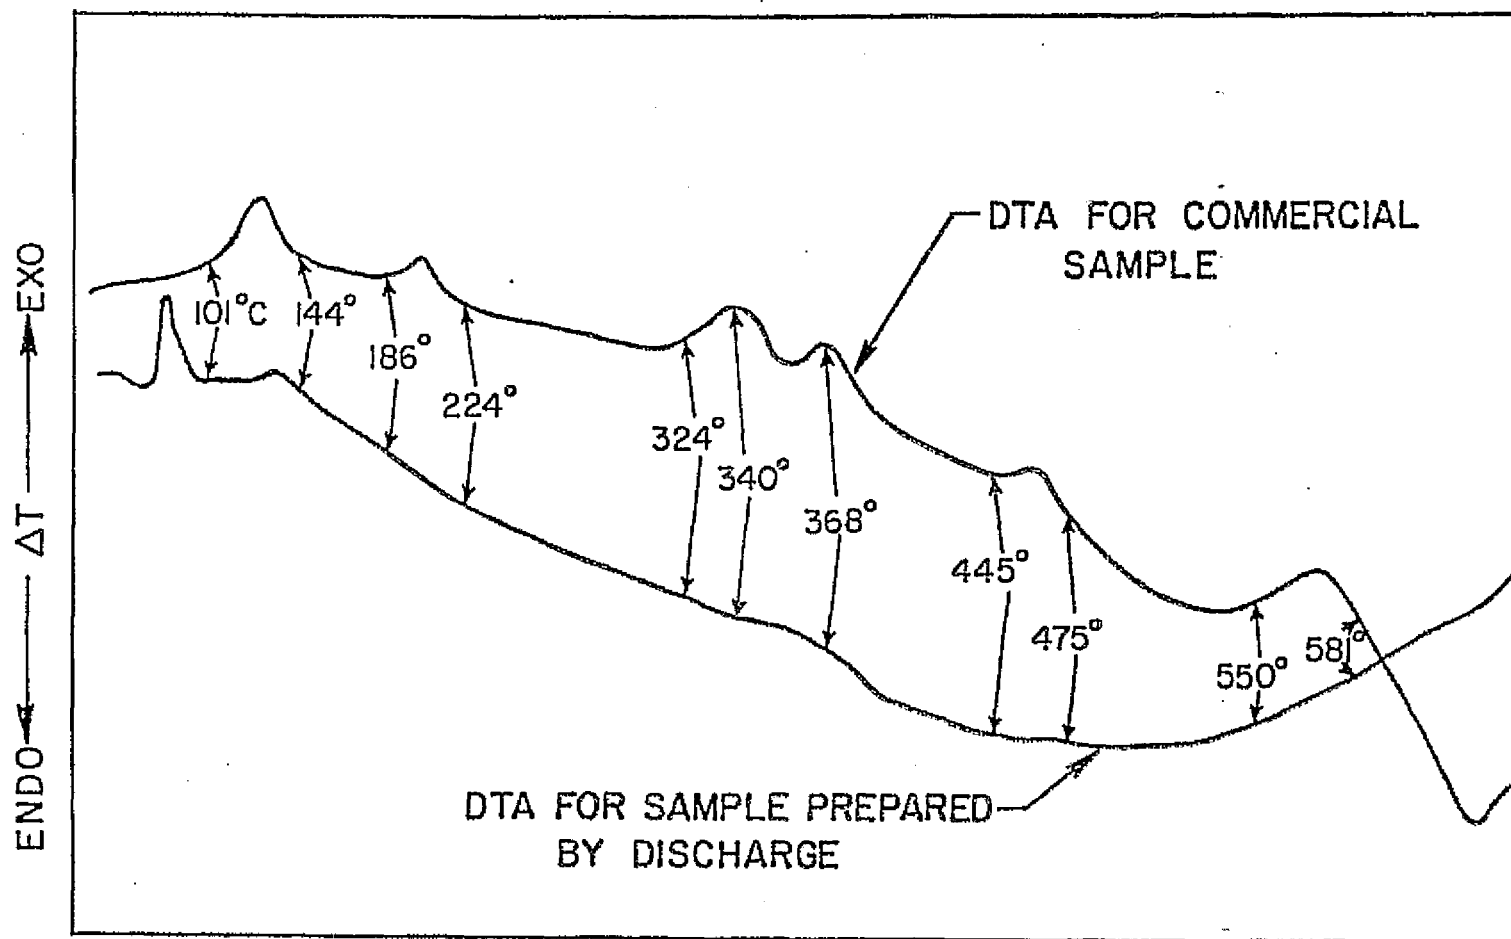 DTA FOR COMMERCIAL
SAMPLE
EXO
ΔT
ENDO
101°C
144°
186°
224°
324°
340°
368°
445°
475°
550°
581°
DTA FOR SAMPLE PREPARED
BY DISCHARGE